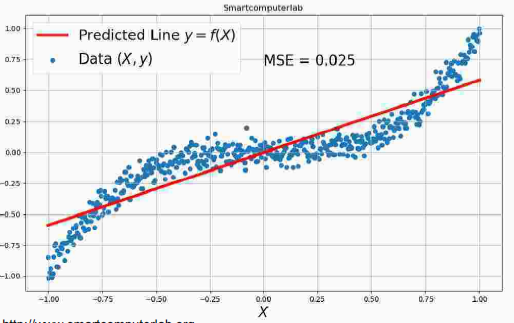 Smartcomputerlab
Predicted Line y = f(X)
Data (X, y)
MSE = 0.025
1.00
0.75
0.50
0.25
0.00
-0.25
-0.50
-0.75
-1.00
-1.00 -0.75 -0.50 -0.25 0.00 0.25 0.50 0.75 1.00
X